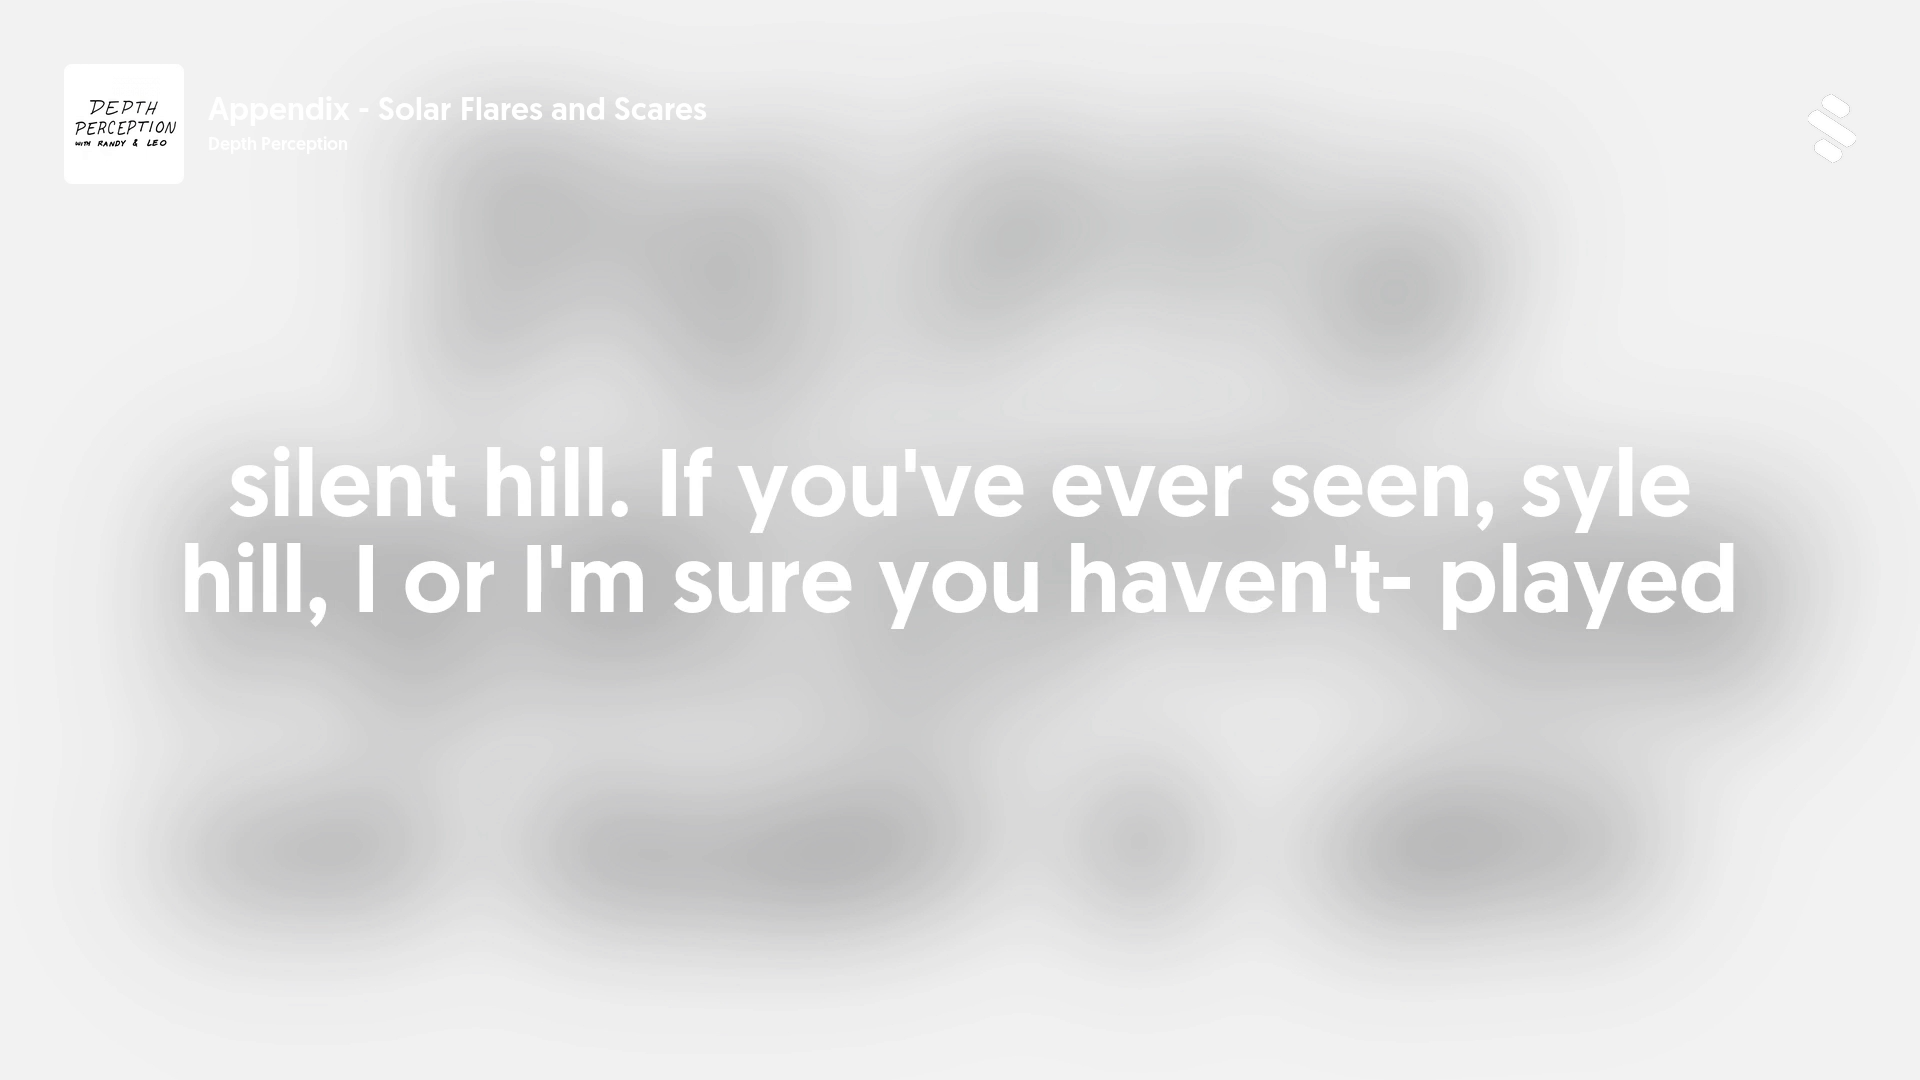 DEPTH
PERCEPTION
WITH RANDY & LEO
Appendix - Solar Flares and Scares
Depth Perception
silent hill. If you've ever seen, syle
hill, I or I'm sure you haven't- played